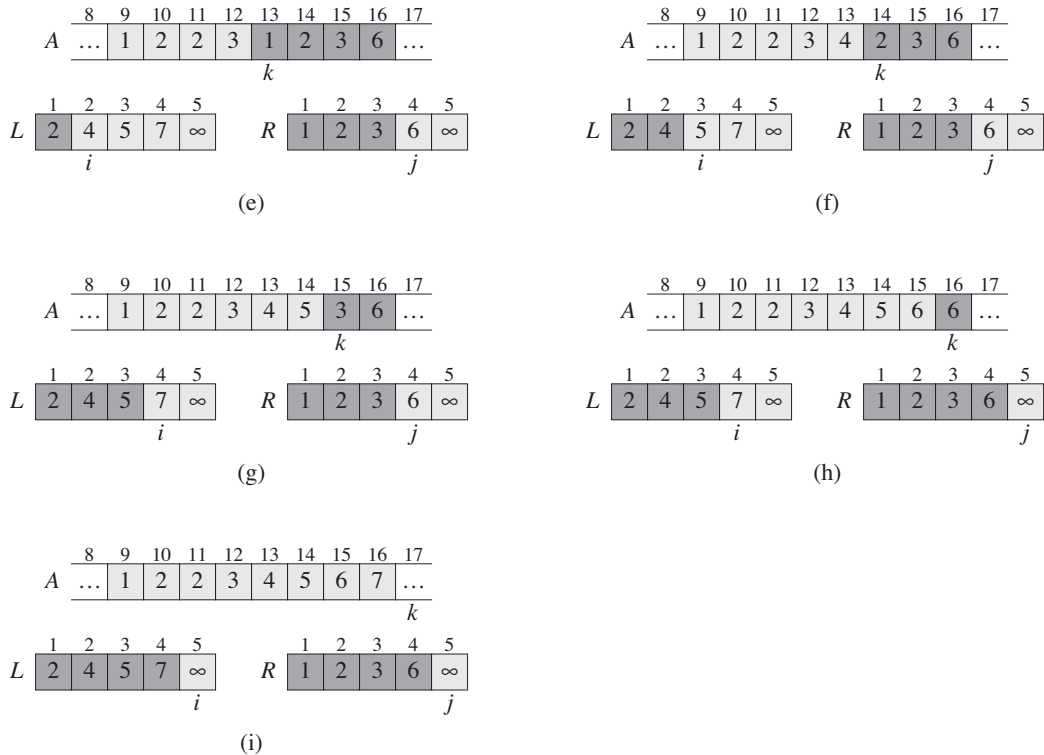 8 9 10 11 12 13 14 15 16 17
A … 1 2 2 3 1 2 3 6 …
k
1 2 3 4 5 1 2 3 4 5
L 2 4 5 7 ∞ R 1 2 3 6 ∞
i j
(e)
8 9 10 11 12 13 14 15 16 17
A … 1 2 2 3 4 2 3 6 …
k
1 2 3 4 5 1 2 3 4 5
L 2 4 5 7 ∞ R 1 2 3 6 ∞
i j
(f)
8 9 10 11 12 13 14 15 16 17
A … 1 2 2 3 4 5 3 6 …
k
1 2 3 4 5 1 2 3 4 5
L 2 4 5 7 ∞ R 1 2 3 6 ∞
i j
(g)
8 9 10 11 12 13 14 15 16 17
A … 1 2 2 3 4 5 6 6 …
k
1 2 3 4 5 1 2 3 4 5
L 2 4 5 7 ∞ R 1 2 3 6 ∞
i j
(h)
8 9 10 11 12 13 14 15 16 17
A … 1 2 2 3 4 5 6 7 …
k
1 2 3 4 5 1 2 3 4 5
L 2 4 5 7 ∞ R 1 2 3 6 ∞
i j
(i)